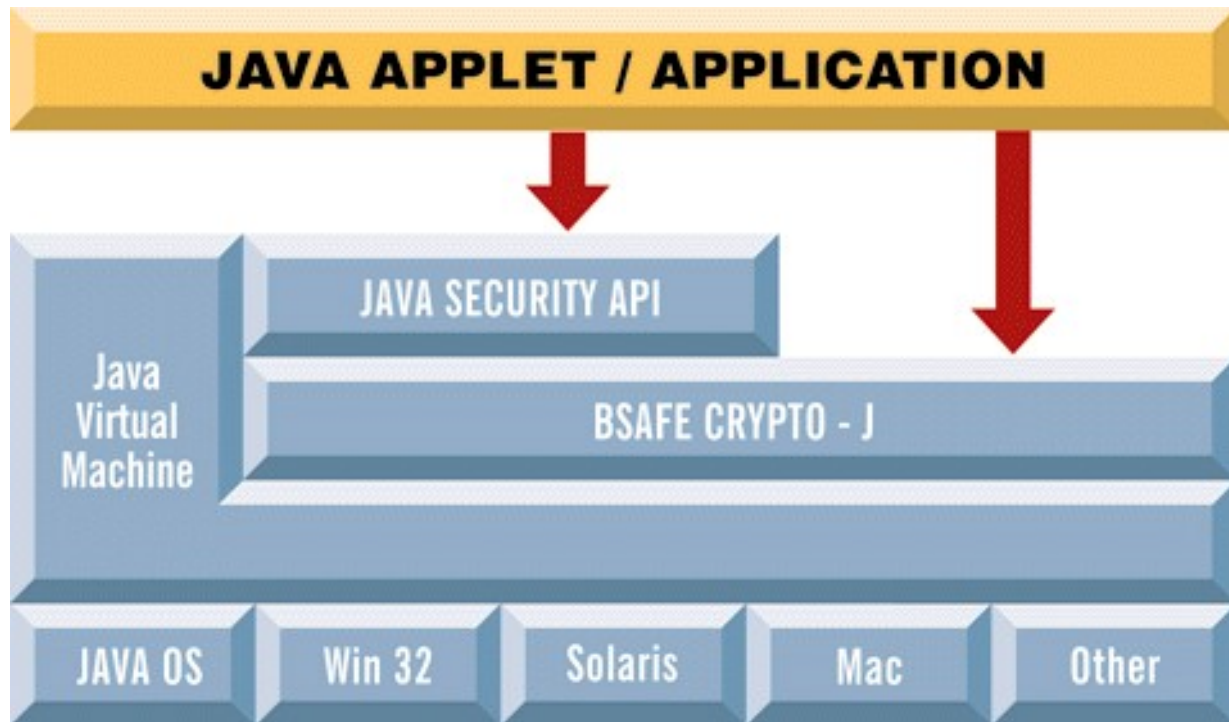 JAVA APPLET / APPLICATION
JAVA SECURITY API
Java
Virtual
Machine
BSAFE CRYPTO - J
JAVA OS
Win 32
Solaris
Mac
Other